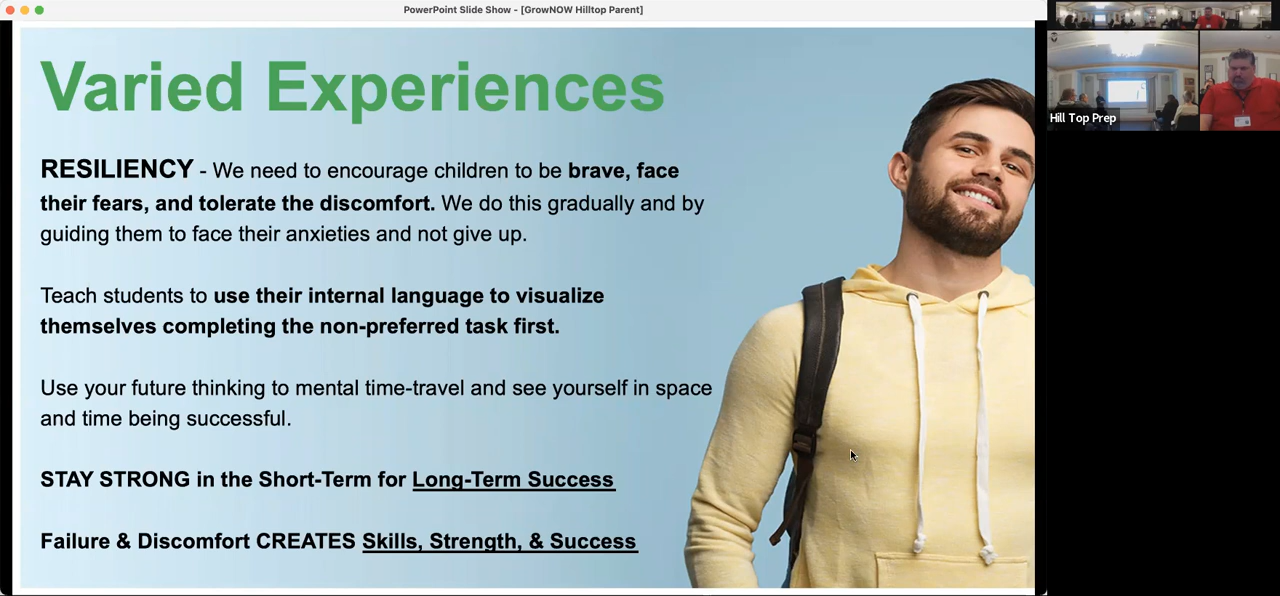 PowerPoint Slide Show - [GrowNOW Hilltop Parent]
Varied Experiences
RESILIENCY - We need to encourage children to be brave, face
their fears, and tolerate the discomfort. We do this gradually and by
guiding them to face their anxieties and not give up.
Teach students to use their internal language to visualize
themselves completing the non-preferred task first.
Use your future thinking to mental time-travel and see yourself in space
and time being successful.
STAY STRONG in the Short-Term for Long-Term Success
Failure & Discomfort CREATES Skills, Strength, & Success
Hill Top Prep